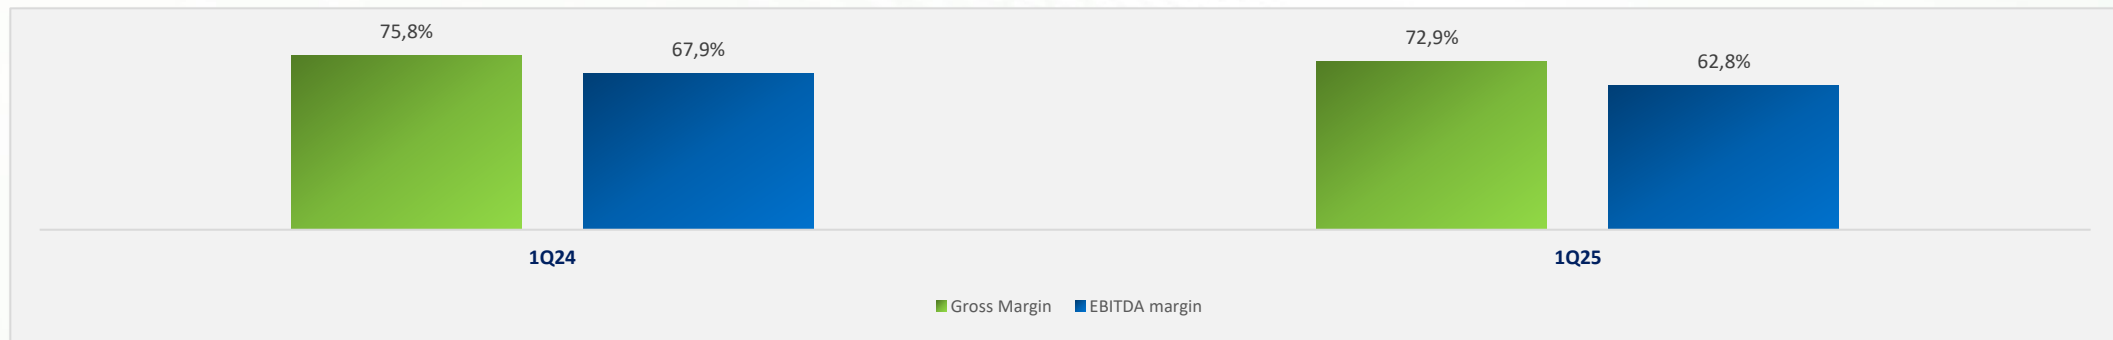 75,8%
67,9%
72,9%
62,8%
1Q24
1Q25
Gross Margin
EBITDA margin